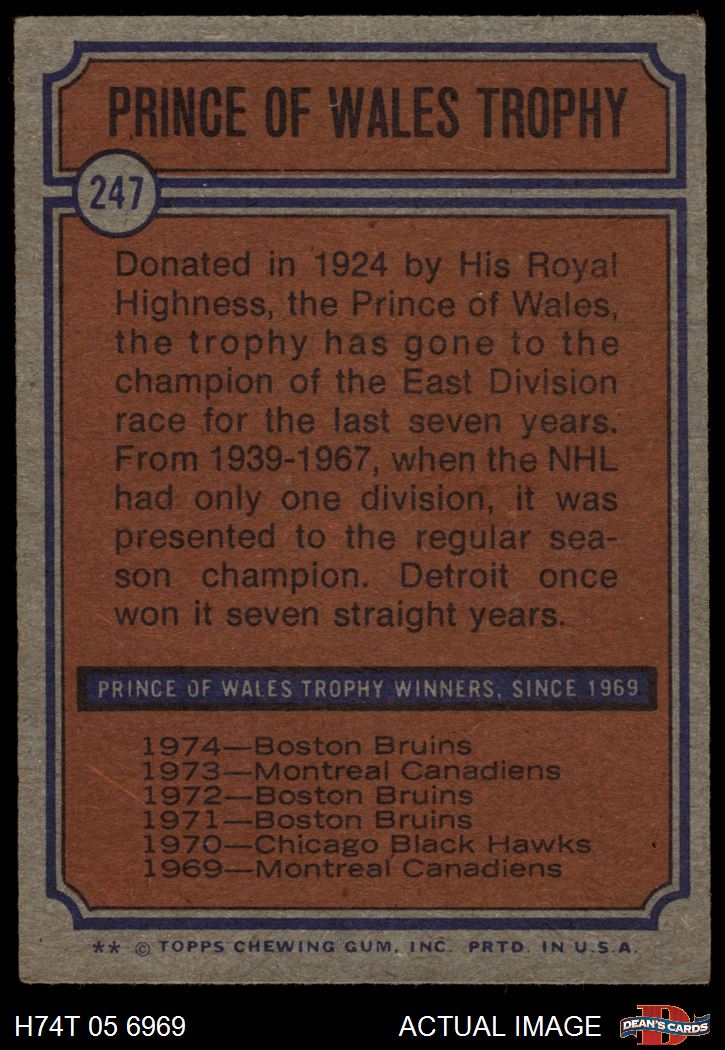 PRINCE OF WALES TROPHY
247
Donated in 1924 by His Royal
Highness, the Prince of Wales,
the trophy has gone to the
champion of the East Division
race for the last seven years.
From 1939-1967, when the NHL
had only one division, it was
presented to the regular sea-
son champion. Detroit once
won it seven straight years.
PRINCE OF WALES TROPHY WINNERS, SINCE 1969
1974—Boston Bruins
1973—Montreal Canadiens
1972—Boston Bruins
1971—Boston Bruins
1970—Chicago Black Hawks
1969—Montreal Canadiens
** © TOPPS CHEWING GUM, INC. PRTD. IN U.S.A.
H74T 05 6969
ACTUAL IMAGE
D
DEAN'S CARDS